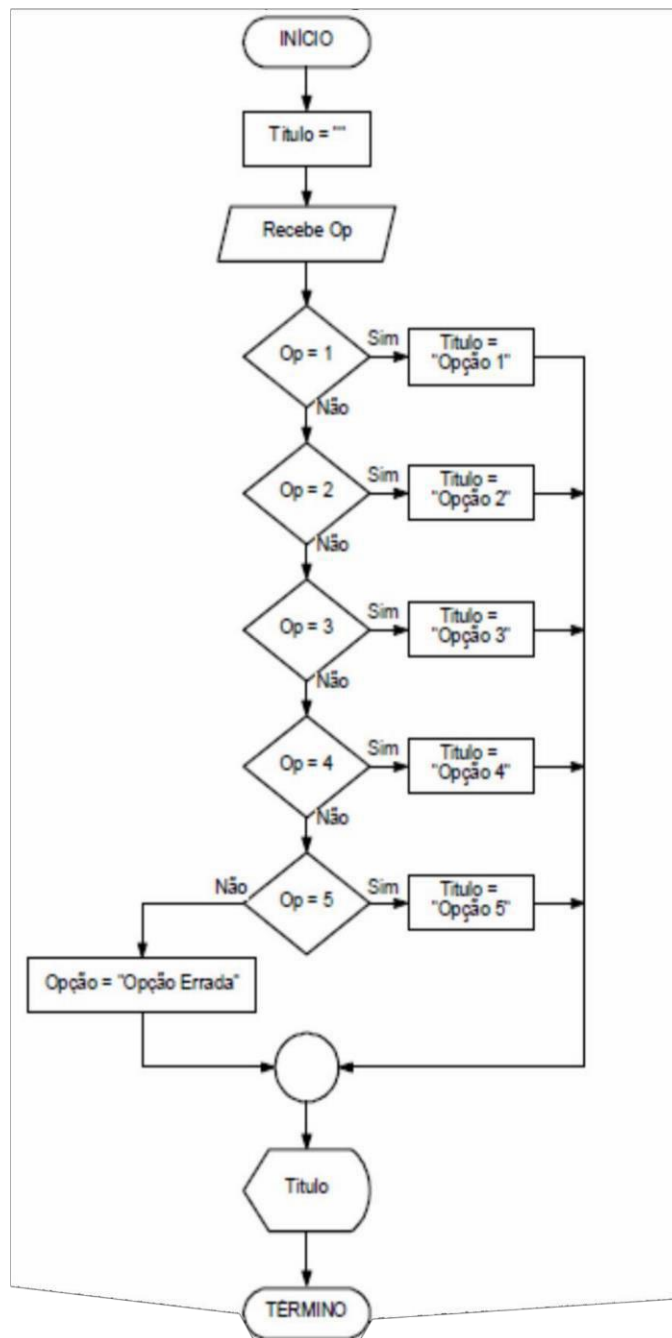 INÍCIO
Titulo = ""
Recebe Op
Op = 1
Sim
Titulo =
"Opção 1"
Não
Op = 2
Sim
Titulo =
"Opção 2"
Não
Op = 3
Sim
Titulo =
"Opção 3"
Não
Op = 4
Sim
Titulo =
"Opção 4"
Não
Não
Op = 5
Sim
Titulo =
"Opção 5"
Opção = "Opção Errada"
Titulo
TÉRMINO